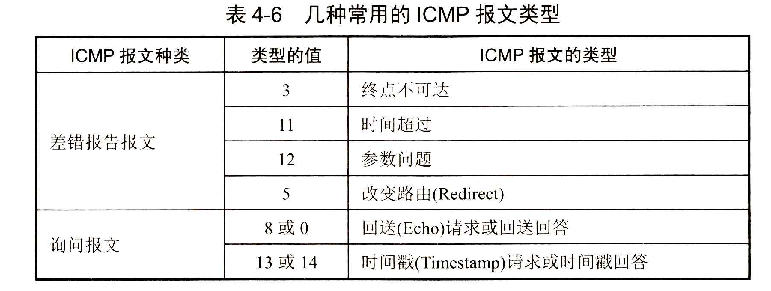 表 4-6 几种常用的 ICMP 报文类型
ICMP 报文种类 类型的值 ICMP 报文的类型
差错报告报文 3 终点不可达
11 时间超过
12 参数问题
5 改变路由(Redirect)
询问报文 8 或 0 回送(Echo)请求或回送回答
13 或 14 时间戳(Timestamp)请求或时间戳回答